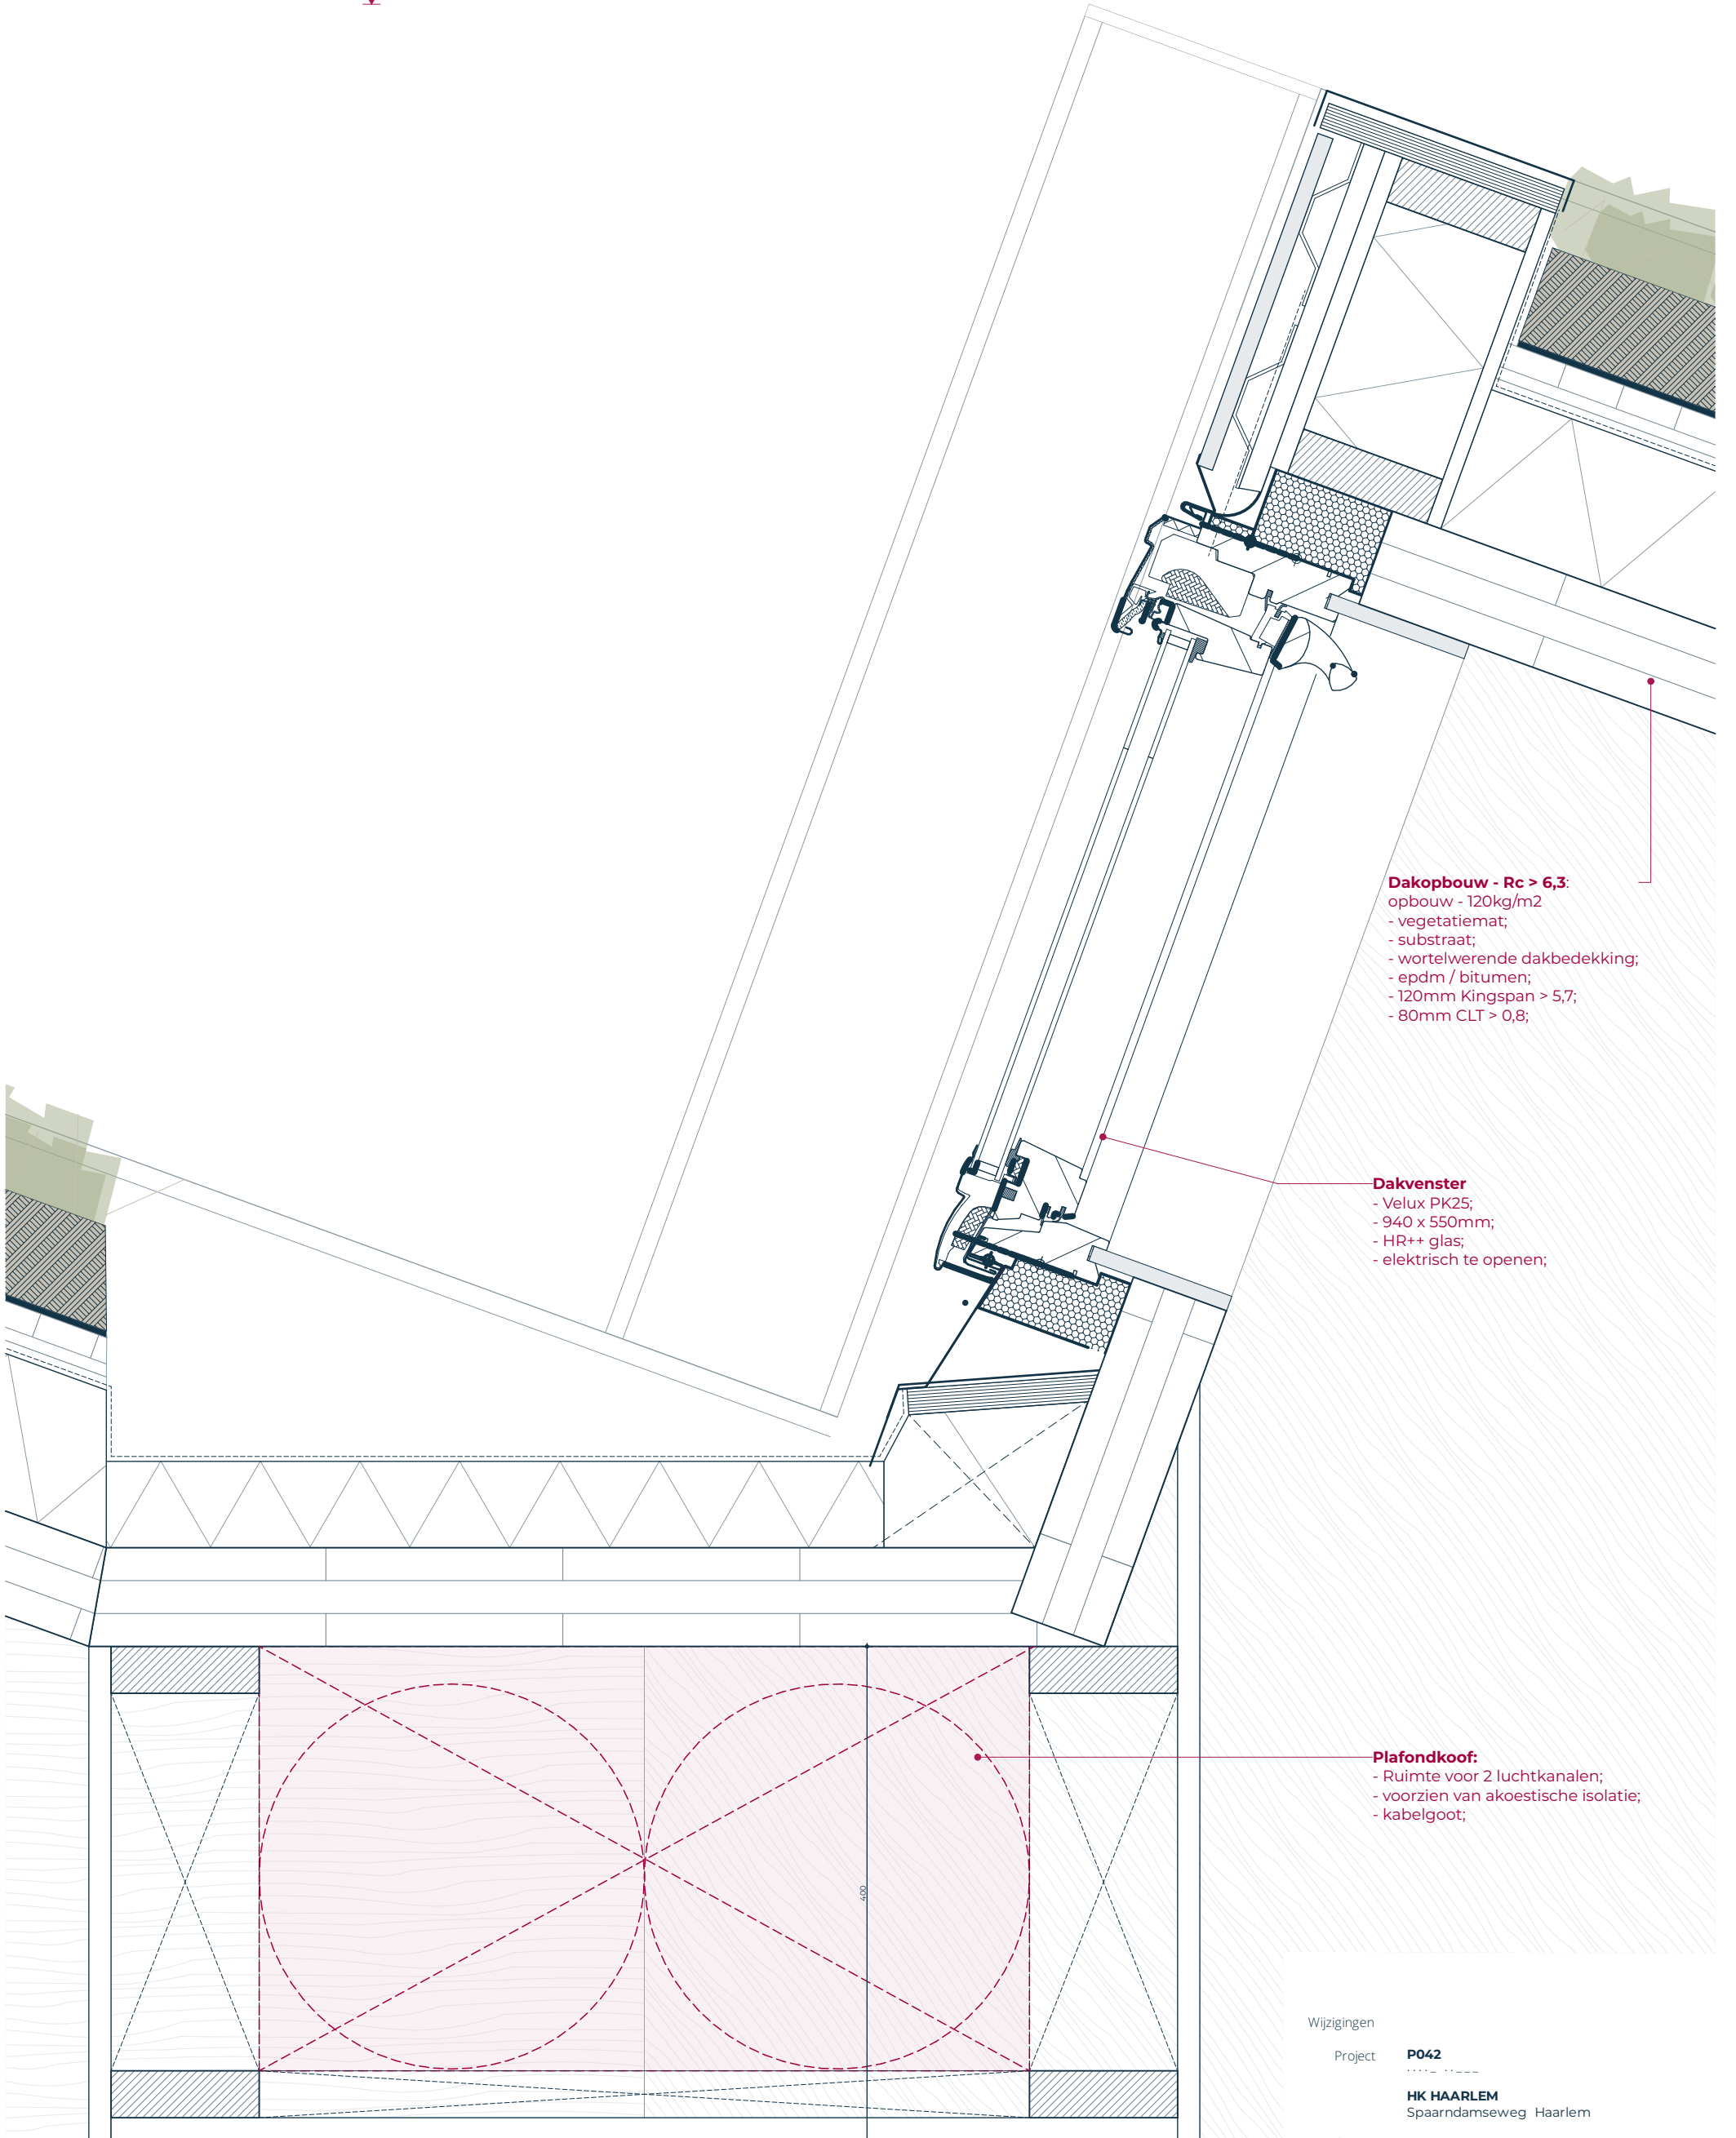 Dakopbouw - Rc > 6,3:
opbouw - 120kg/m2
- vegetatiemat;
- substraat;
- wortelwerende dakbedekking;
- epdm / bitumen;
- 120mm Kingspan > 5,7;
- 80mm CLT > 0,8;
Dakvenster
- Velux PK25;
- 940 x 550mm;
- HR++ glas;
- elektrisch te openen;
Plafondkoof:
- Ruimte voor 2 luchtkanalen;
- voorzien van akoestische isolatie;
- kabelgoot;
400
Wijzigingen
Project P042
HK HAARLEM
Spaarndamseweg Haarlem